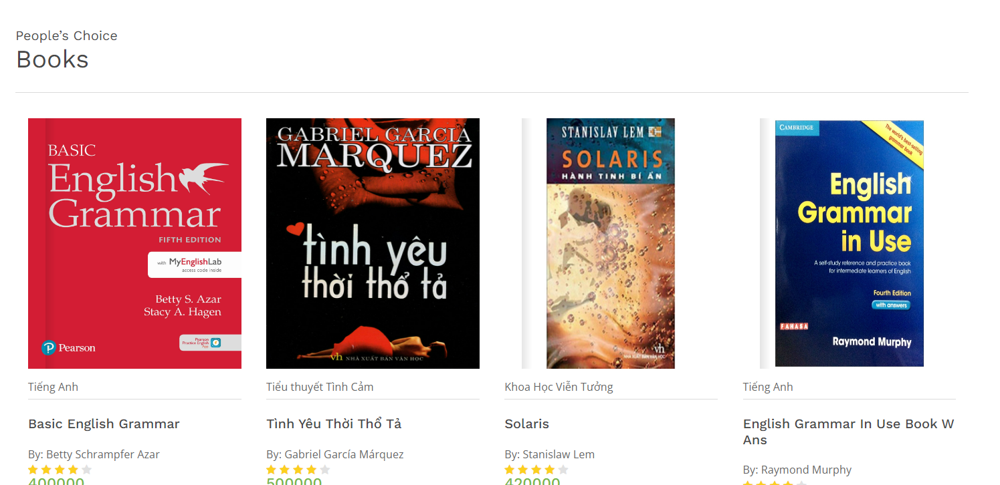 People's Choice
Books
BASIC
English
Grammar
FIFTH EDITION
with MyEnglishLab
access code inside
Betty S. Azar
Stacy A. Hagen
Pearson
Practice English
App
Pearson
GABRIEL GARCIA
MARQUEZ
tình yêu
thời thổ tả
vh NHÀ XUẤT BẢN VĂN HỌC
STANISLAV LEM
SOLARIS
HÀNH TINH BÍ ẨN
vh
NHÀ XUẤT BẢN VĂN HỌC
CAMBRIDGE
The world's best-selling
grammar book
English
Grammar
in Use
A self-study reference and practice book
for intermediate learners of English
Fourth Edition
with answers
FAHASA
Raymond Murphy
Tiếng Anh
Basic English Grammar
By: Betty Schrampfer Azar
400000
Tiểu thuyết Tình Cảm
Tình Yêu Thời Thổ Tả
By: Gabriel García Márquez
500000
Khoa Học Viễn Tưởng
Solaris
By: Stanislaw Lem
420000
Tiếng Anh
English Grammar In Use Book W
Ans
By: Raymond Murphy